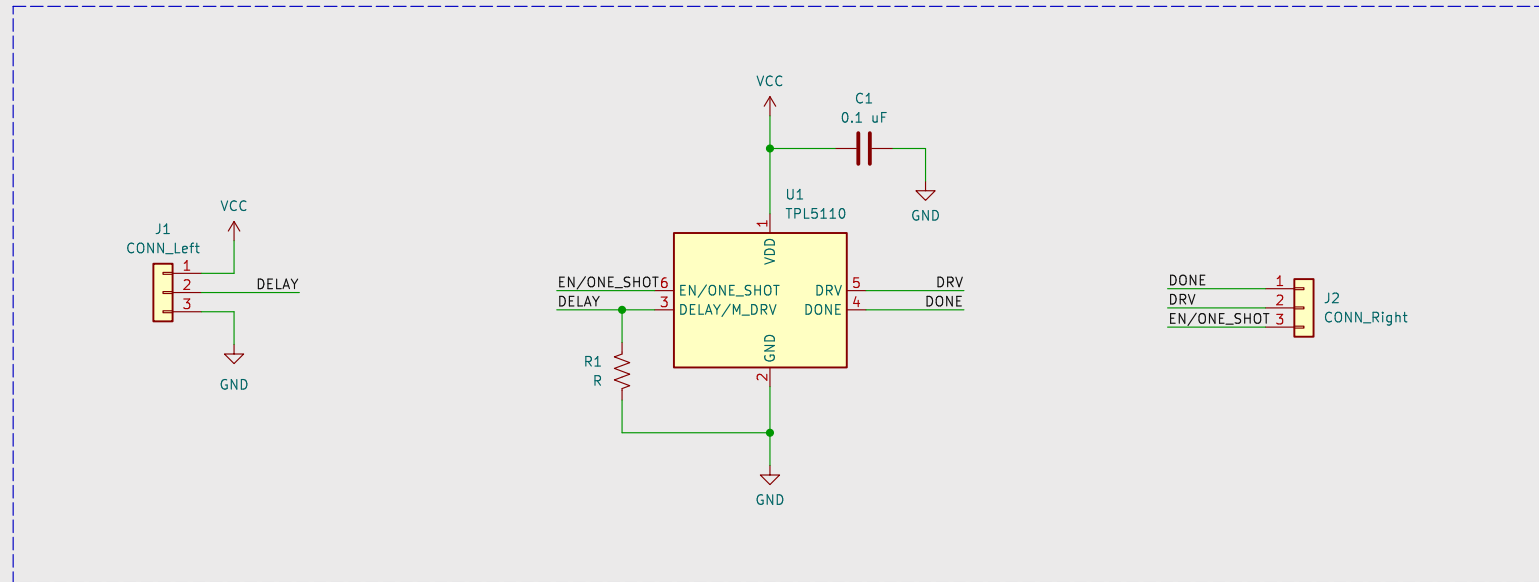 VCC
C1
0.1 uF
GND
U1
TPL5110
1
VDD
VCC
J1
CONN_Left
1
2
3
DELAY
GND
EN/ONE_SHOT
6
EN/ONE_SHOT
DELAY
3
DELAY/M_DRV
DRV
5
DRV
DONE
4
DONE
GND
2
R1
R
GND
DONE
1
DRV
2
EN/ONE_SHOT
3
J2
CONN_Right